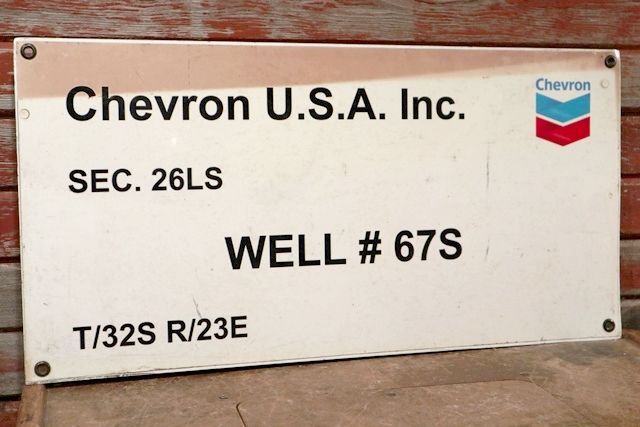 Chevron U.S.A. Inc.
Chevron
SEC. 26LS
WELL # 67S
T/32S R/23E